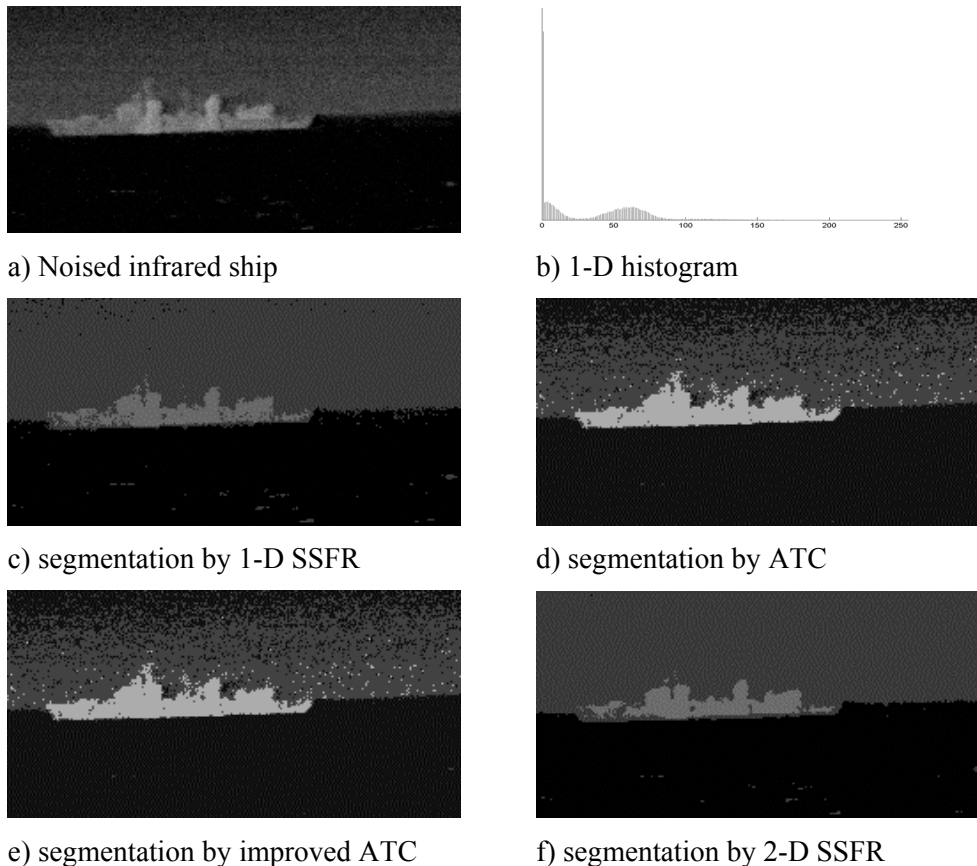 0 50 100 150 200 250
a) Noised infrared ship
b) 1-D histogram
c) segmentation by 1-D SSFR
d) segmentation by ATC
e) segmentation by improved ATC
f) segmentation by 2-D SSFR